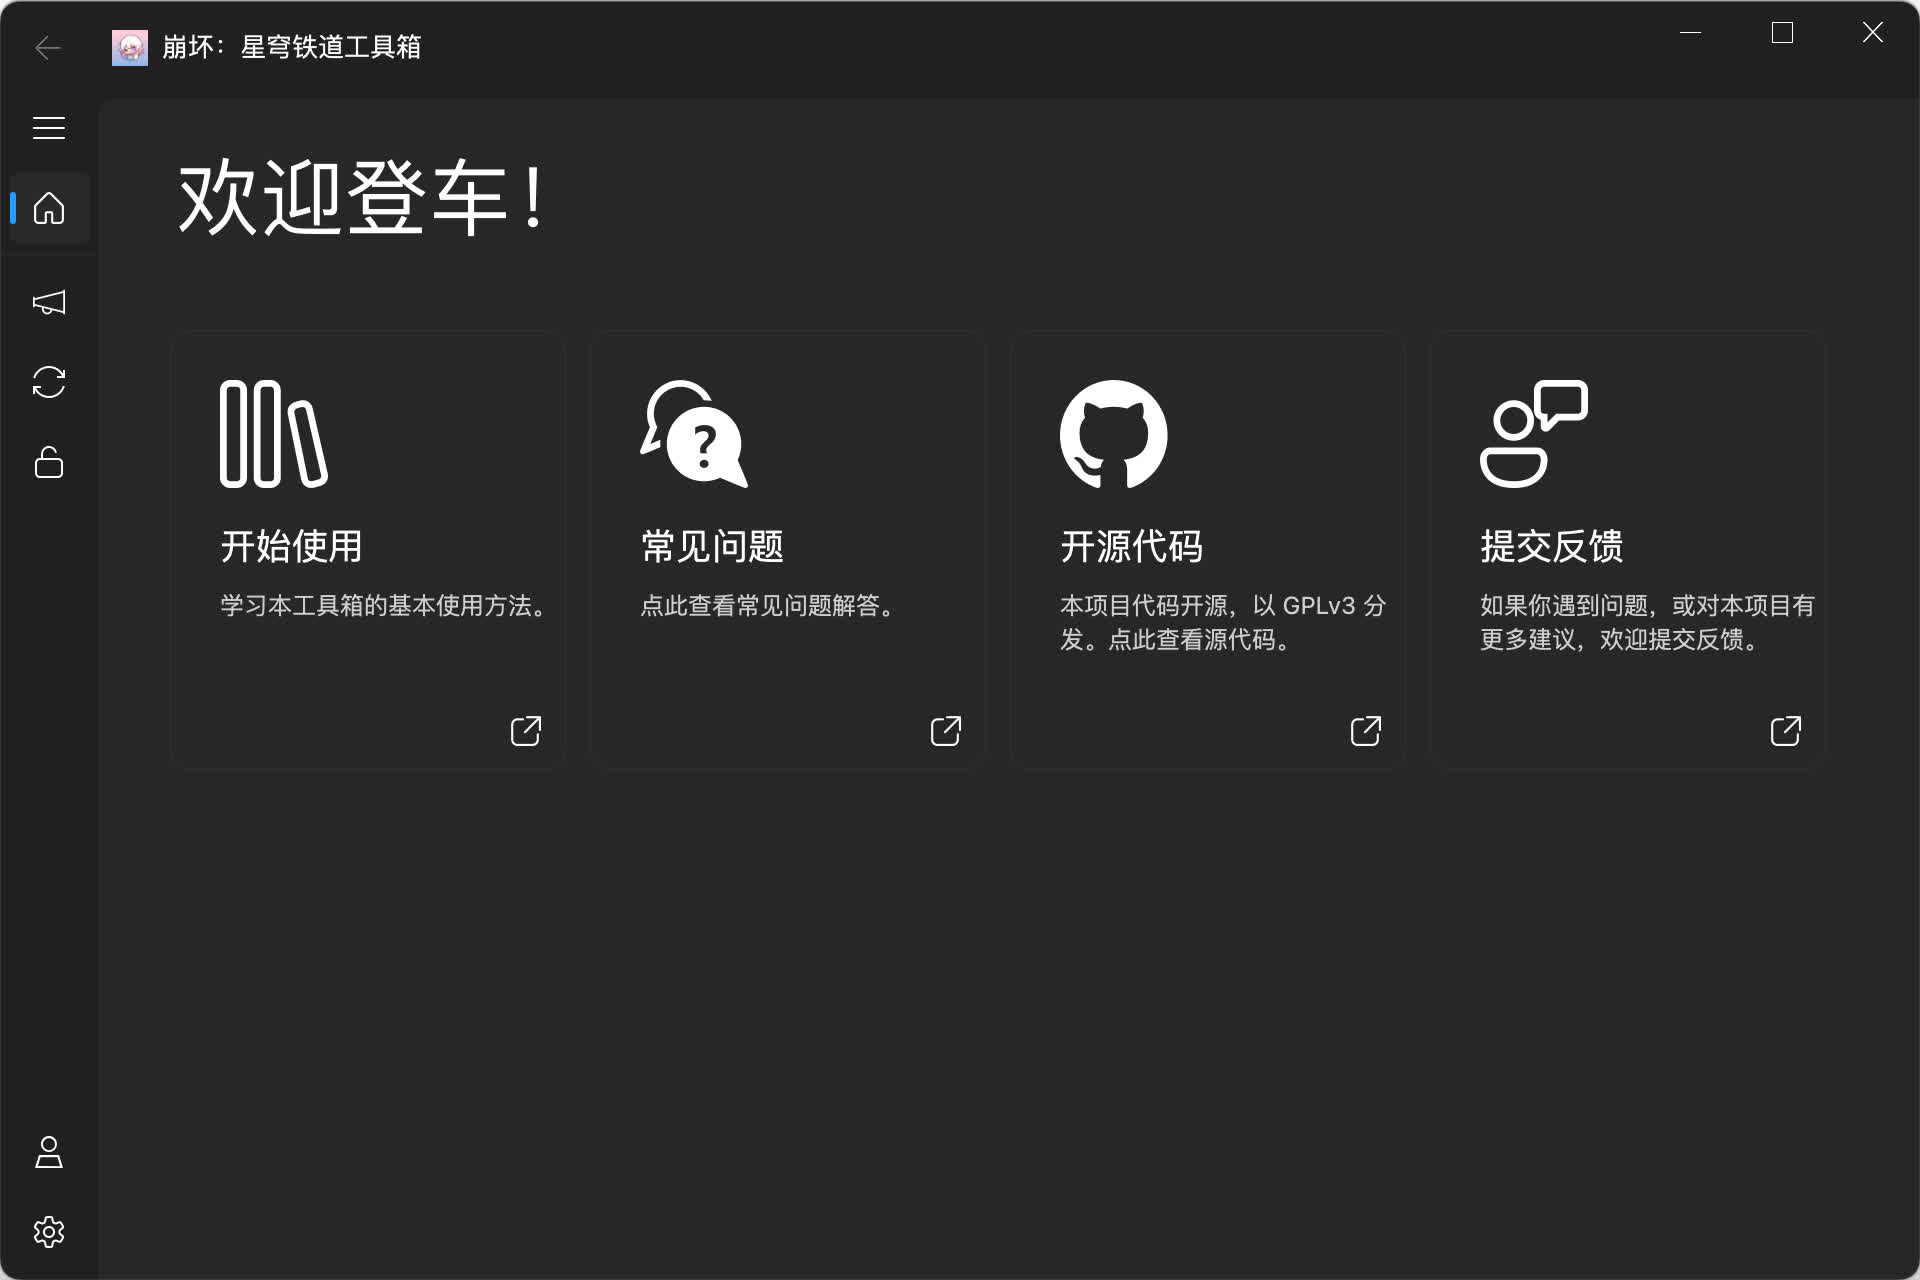 崩坏：星穹铁道工具箱
欢迎登车！
开始使用
学习本工具箱的基本使用方法。
常见问题
点此查看常见问题解答。
开源代码
本项目代码开源，以 GPLv3 分
发。点此查看源代码。
提交反馈
如果你遇到问题，或对本项目有
更多建议，欢迎提交反馈。